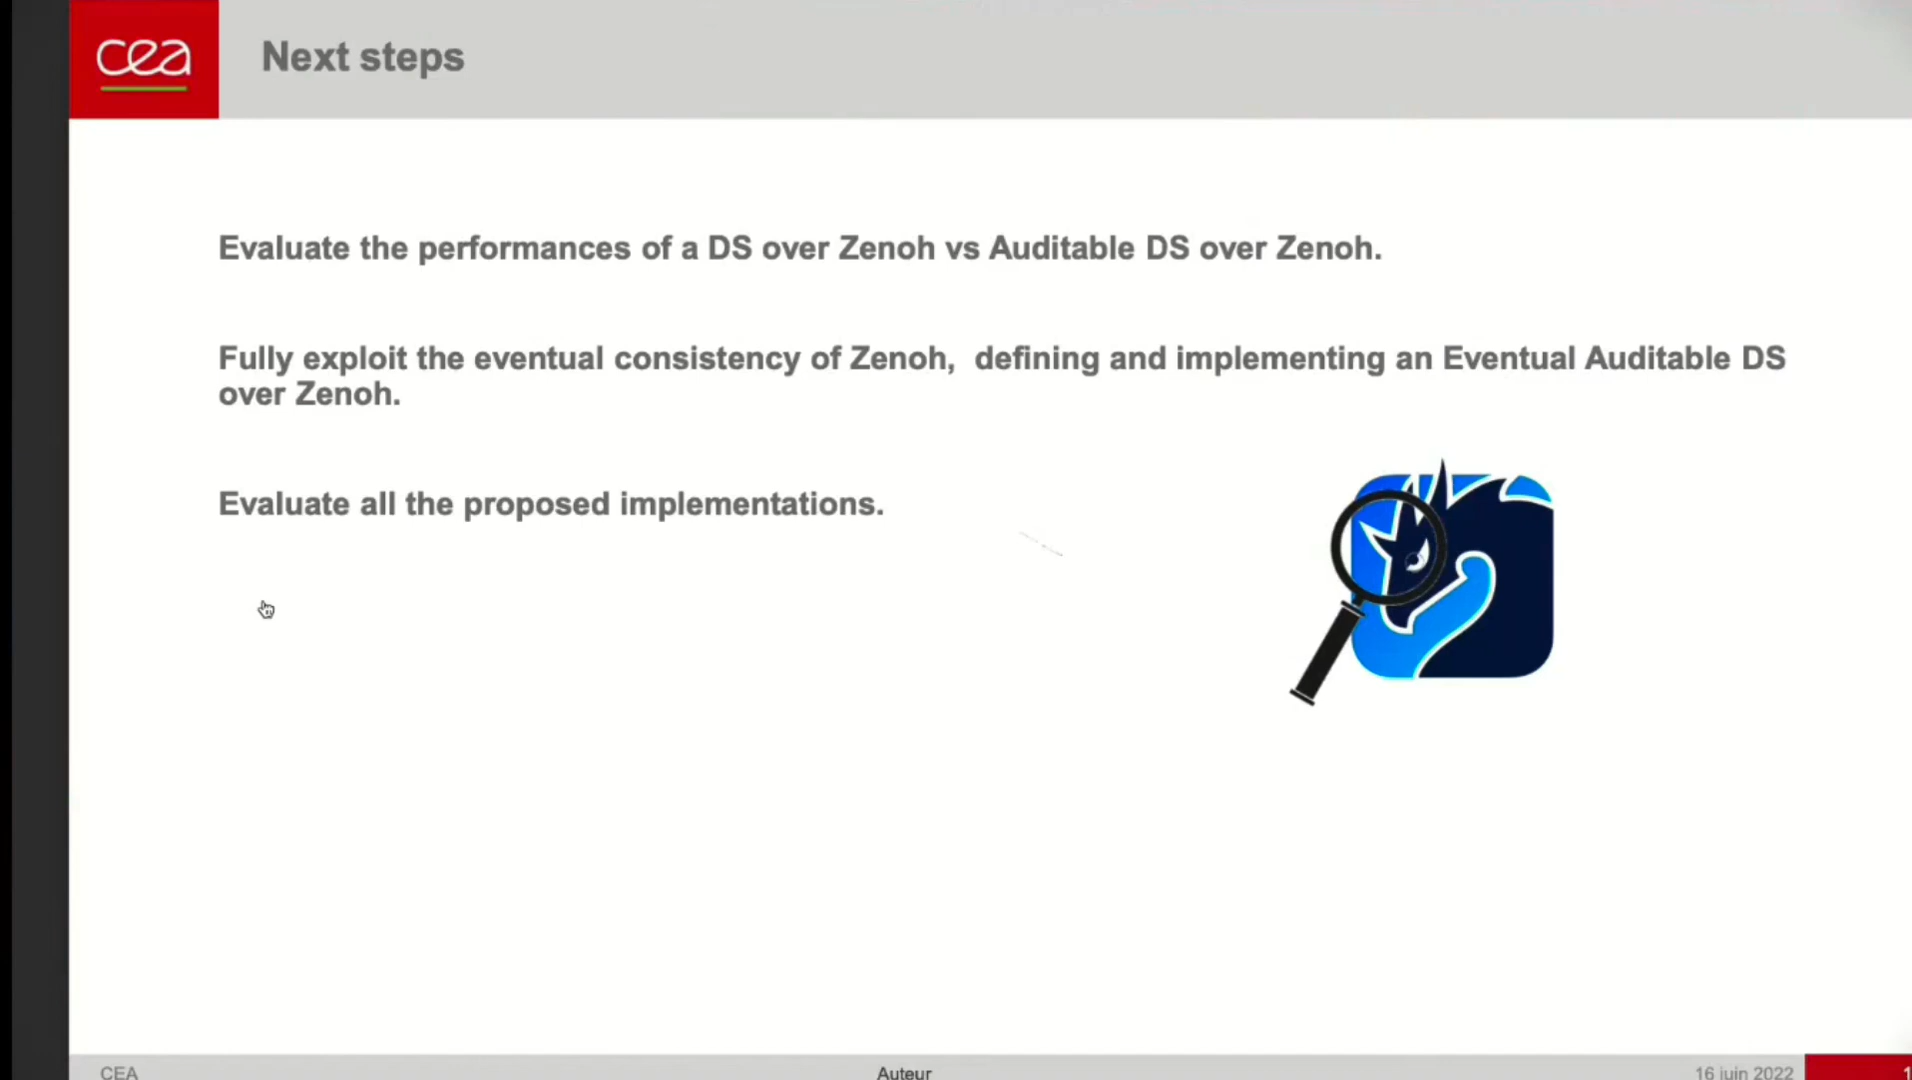 cea
Next steps
Evaluate the performances of a DS over Zenoh vs Auditable DS over Zenoh.
Fully exploit the eventual consistency of Zenoh,  defining and implementing an Eventual Auditable DS
over Zenoh.
Evaluate all the proposed implementations.
CEA
Auteur
16 juin 2022